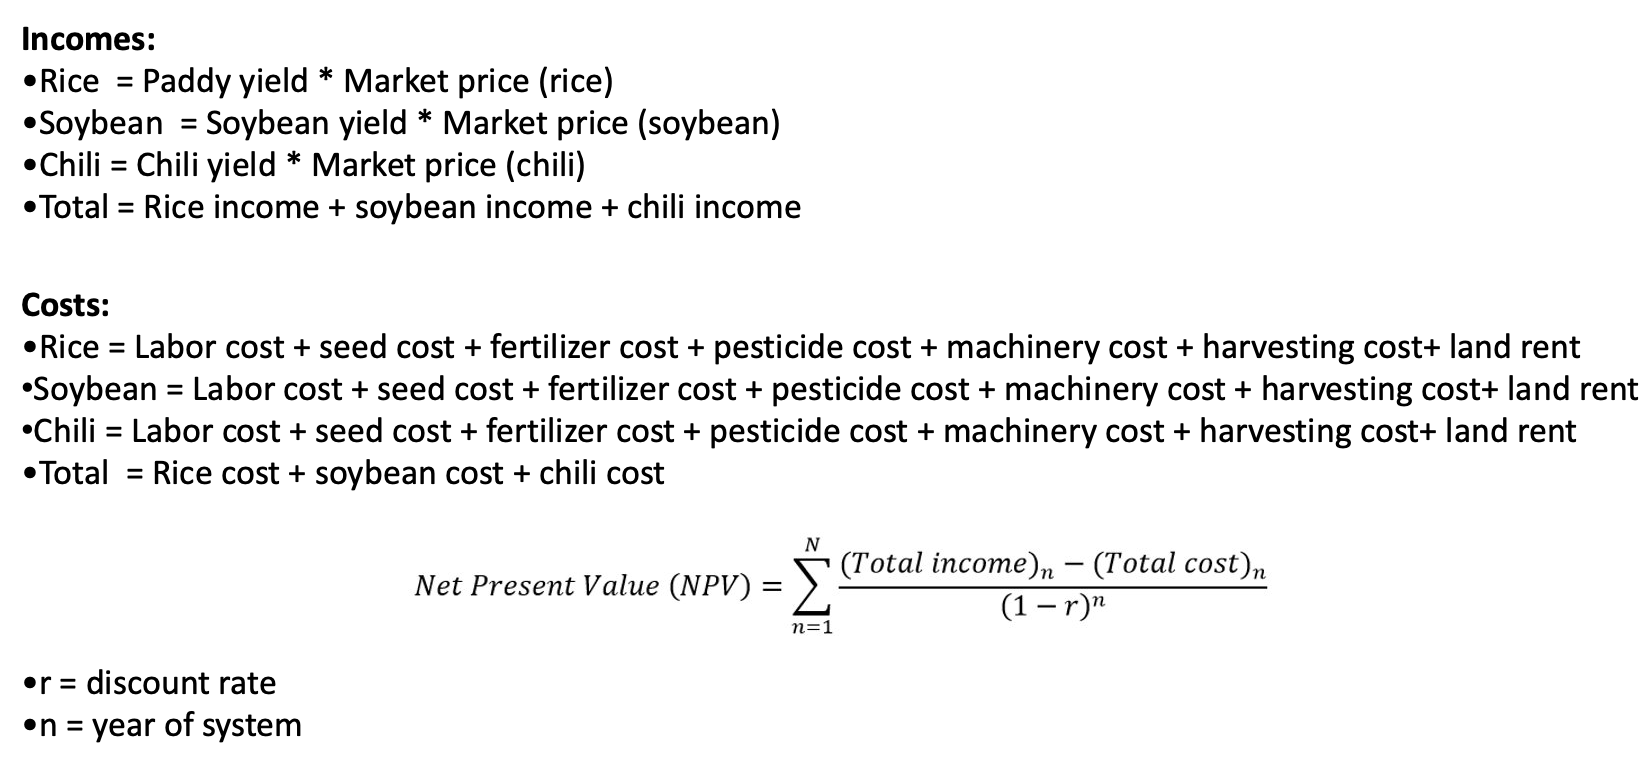 Incomes:
•Rice  = Paddy yield * Market price (rice)
•Soybean  = Soybean yield * Market price (soybean)
•Chili = Chili yield * Market price (chili)
•Total = Rice income + soybean income + chili income
Costs:
•Rice = Labor cost + seed cost + fertilizer cost + pesticide cost + machinery cost + harvesting cost+ land rent
•Soybean = Labor cost + seed cost + fertilizer cost + pesticide cost + machinery cost + harvesting cost+ land rent
•Chili = Labor cost + seed cost + fertilizer cost + pesticide cost + machinery cost + harvesting cost+ land rent
•Total  = Rice cost + soybean cost + chili cost
Net Present Value (NPV) = \sum_{n=1}^{N} \frac{(Total income)_n − (Total cost)_n}{(1 − r)^n}
•r = discount rate
•n = year of system